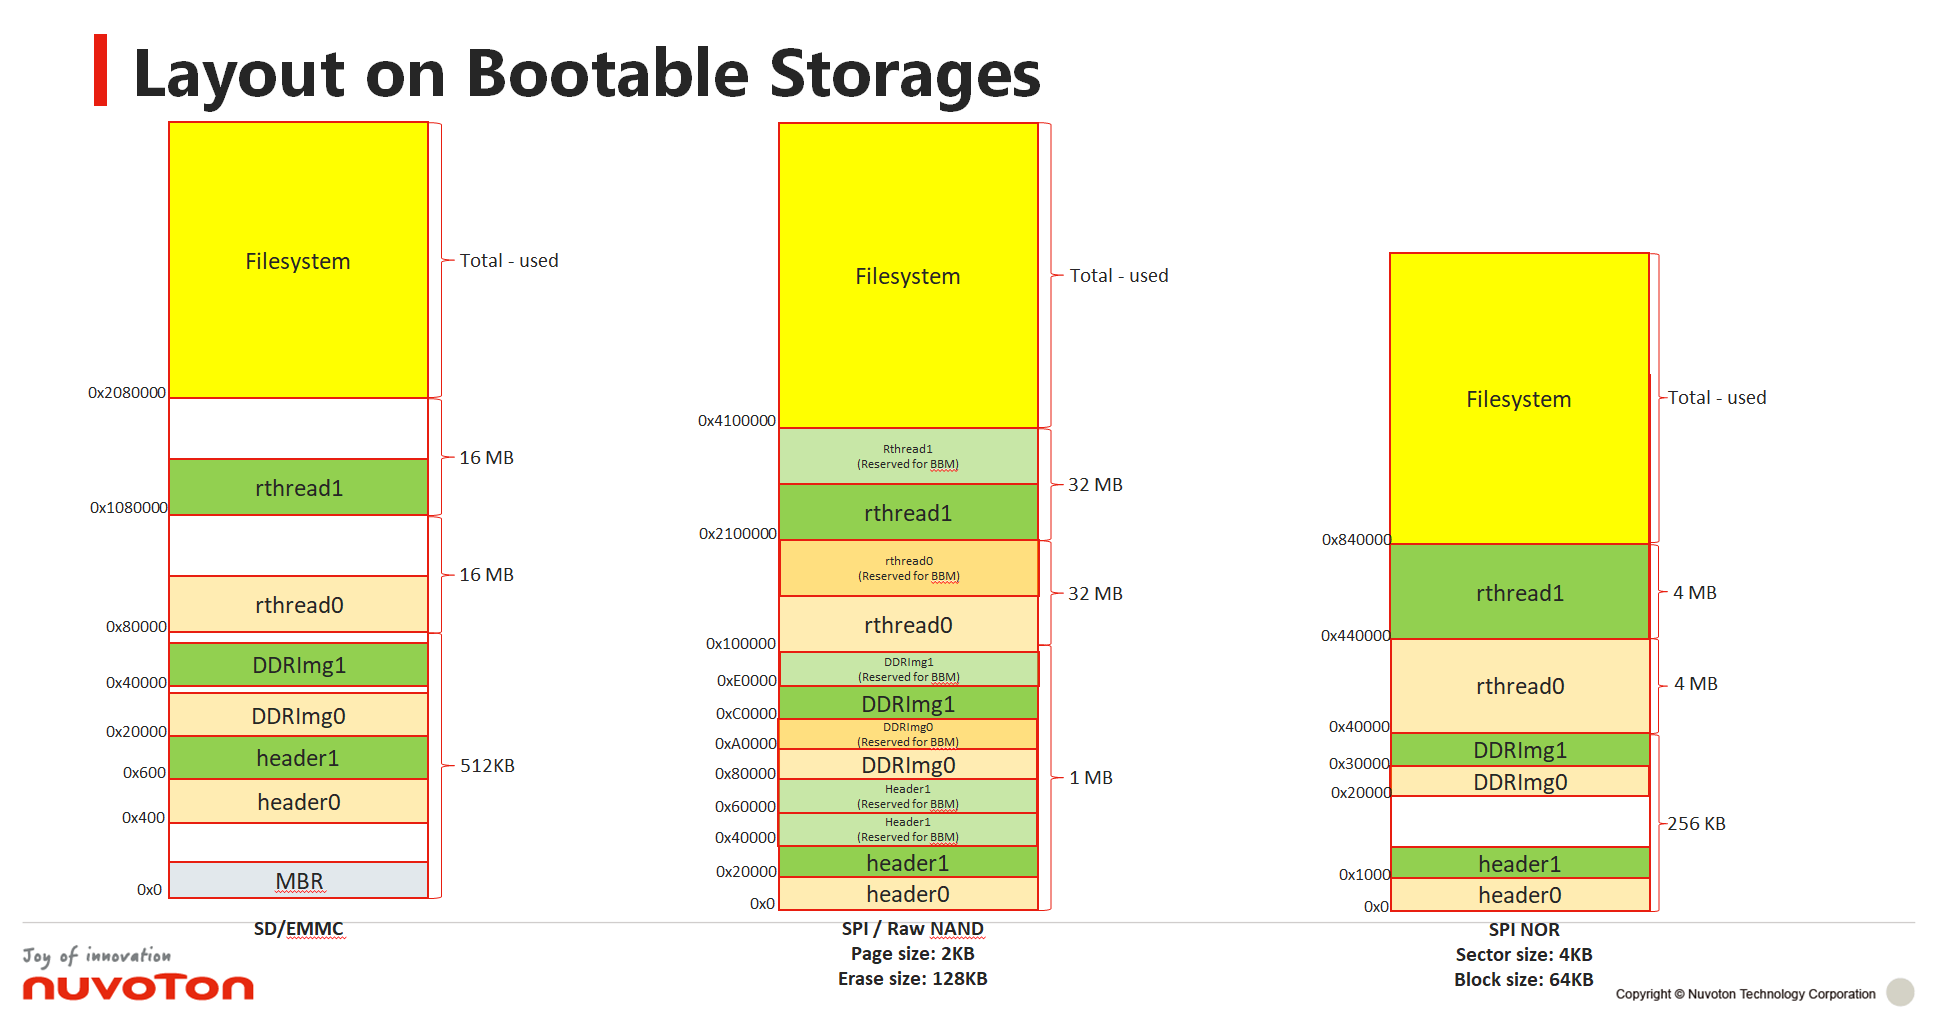 Layout on Bootable Storages
Filesystem
Total - used
0x2080000
16 MB
rthread1
0x1080000
16 MB
rthread0
0x80000
DDRImg1
0x40000
DDRImg0
0x20000
header1
512KB
0x600
header0
0x400
MBR
0x0
SD/EMMC
Filesystem
Total - used
0x4100000
Rthread1
(Reserved for BBM)
32 MB
rthread1
0x2100000
rthread0
(Reserved for BBM)
32 MB
rthread0
0x100000
DDRImg1
(Reserved for BBM)
0xE0000
DDRImg1
0xC0000
DDRImg0
(Reserved for BBM)
0xA0000
DDRImg0
0x80000
1 MB
Header1
(Reserved for BBM)
0x60000
Header1
(Reserved for BBM)
0x40000
header1
0x20000
header0
0x0
SPI / Raw NAND
Page size: 2KB
Erase size: 128KB
Filesystem
Total - used
0x840000
rthread1
4 MB
0x440000
rthread0
4 MB
0x40000
DDRImg1
0x30000
DDRImg0
0x20000
256 KB
header1
0x1000
header0
0x0
SPI NOR
Sector size: 4KB
Block size: 64KB
Joy of innovation
nuvoTon
Copyright © Nuvoton Technology Corporation